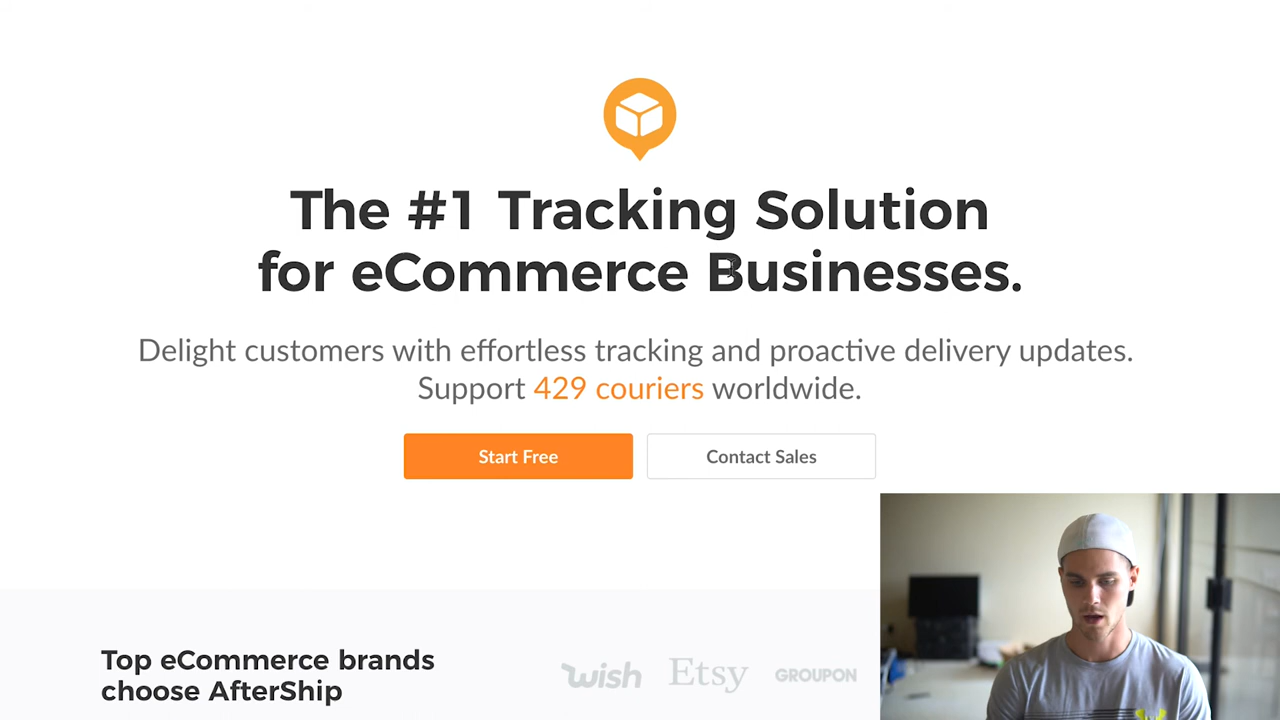 The #1 Tracking Solution
for eCommerce Businesses.
Delight customers with effortless tracking and proactive delivery updates.
Support 429 couriers worldwide.
Start Free
Contact Sales
Top eCommerce brands
choose AfterShip
wish
Etsy
GROUPON